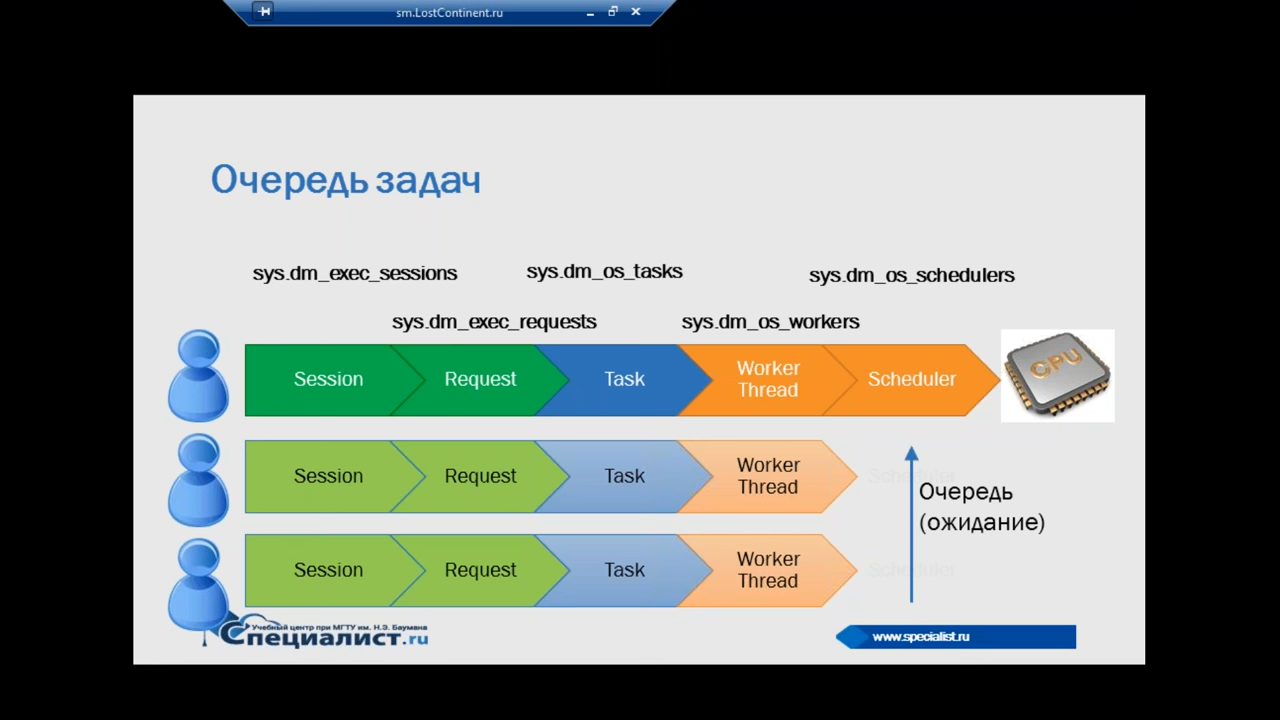 sm.LostContinent.ru
Очередь задач
sys.dm_exec_sessions
sys.dm_os_tasks
sys.dm_os_schedulers
sys.dm_exec_requests
sys.dm_os_workers
Session
Request
Task
Worker
Thread
Scheduler
CPU
Session
Request
Task
Worker
Thread
Scheduler
Очередь
(ожидание)
Session
Request
Task
Worker
Thread
Scheduler
Учебный центр при МГТУ им. Н.Э. Баумана
Специалист.ru
www.specialist.ru